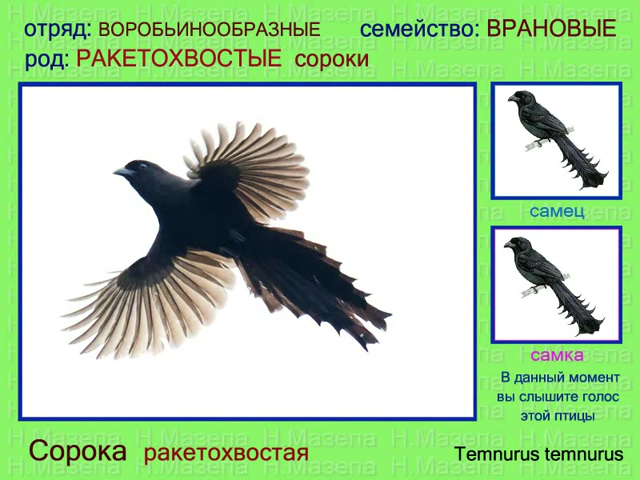 отряд: ВОРОБЬИНООБРАЗНЫЕ семейство: ВРАНОВЫЕ
род: РАКЕТОХВОСТЫЕ сороки
самец
самка
В данный момент
вы слышите голос
этой птицы
Сорока ракетохвостая Temnurus temnurus
Н.Мазепа